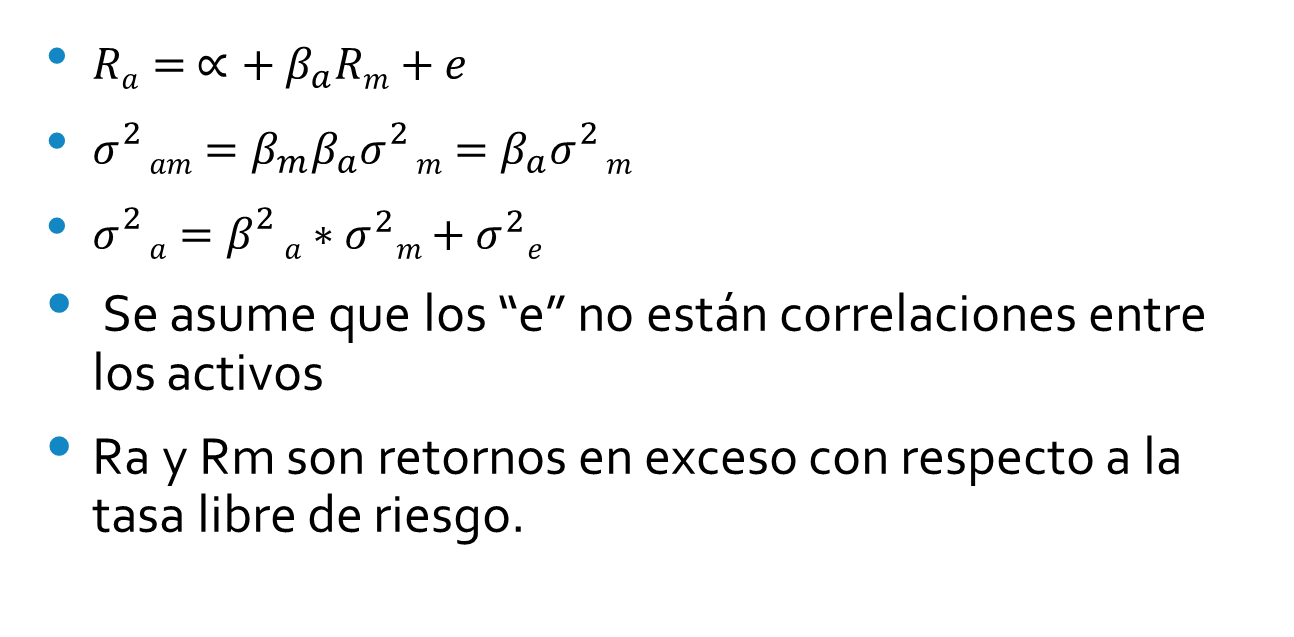 • R_a = ∝ + β_a R_m + e
• σ²_am = β_m β_a σ²_m = β_a σ²_m
• σ²_a = β²_a * σ²_m + σ²_e
• Se asume que los “e” no están correlaciones entre
los activos
• Ra y Rm son retornos en exceso con respecto a la
tasa libre de riesgo.